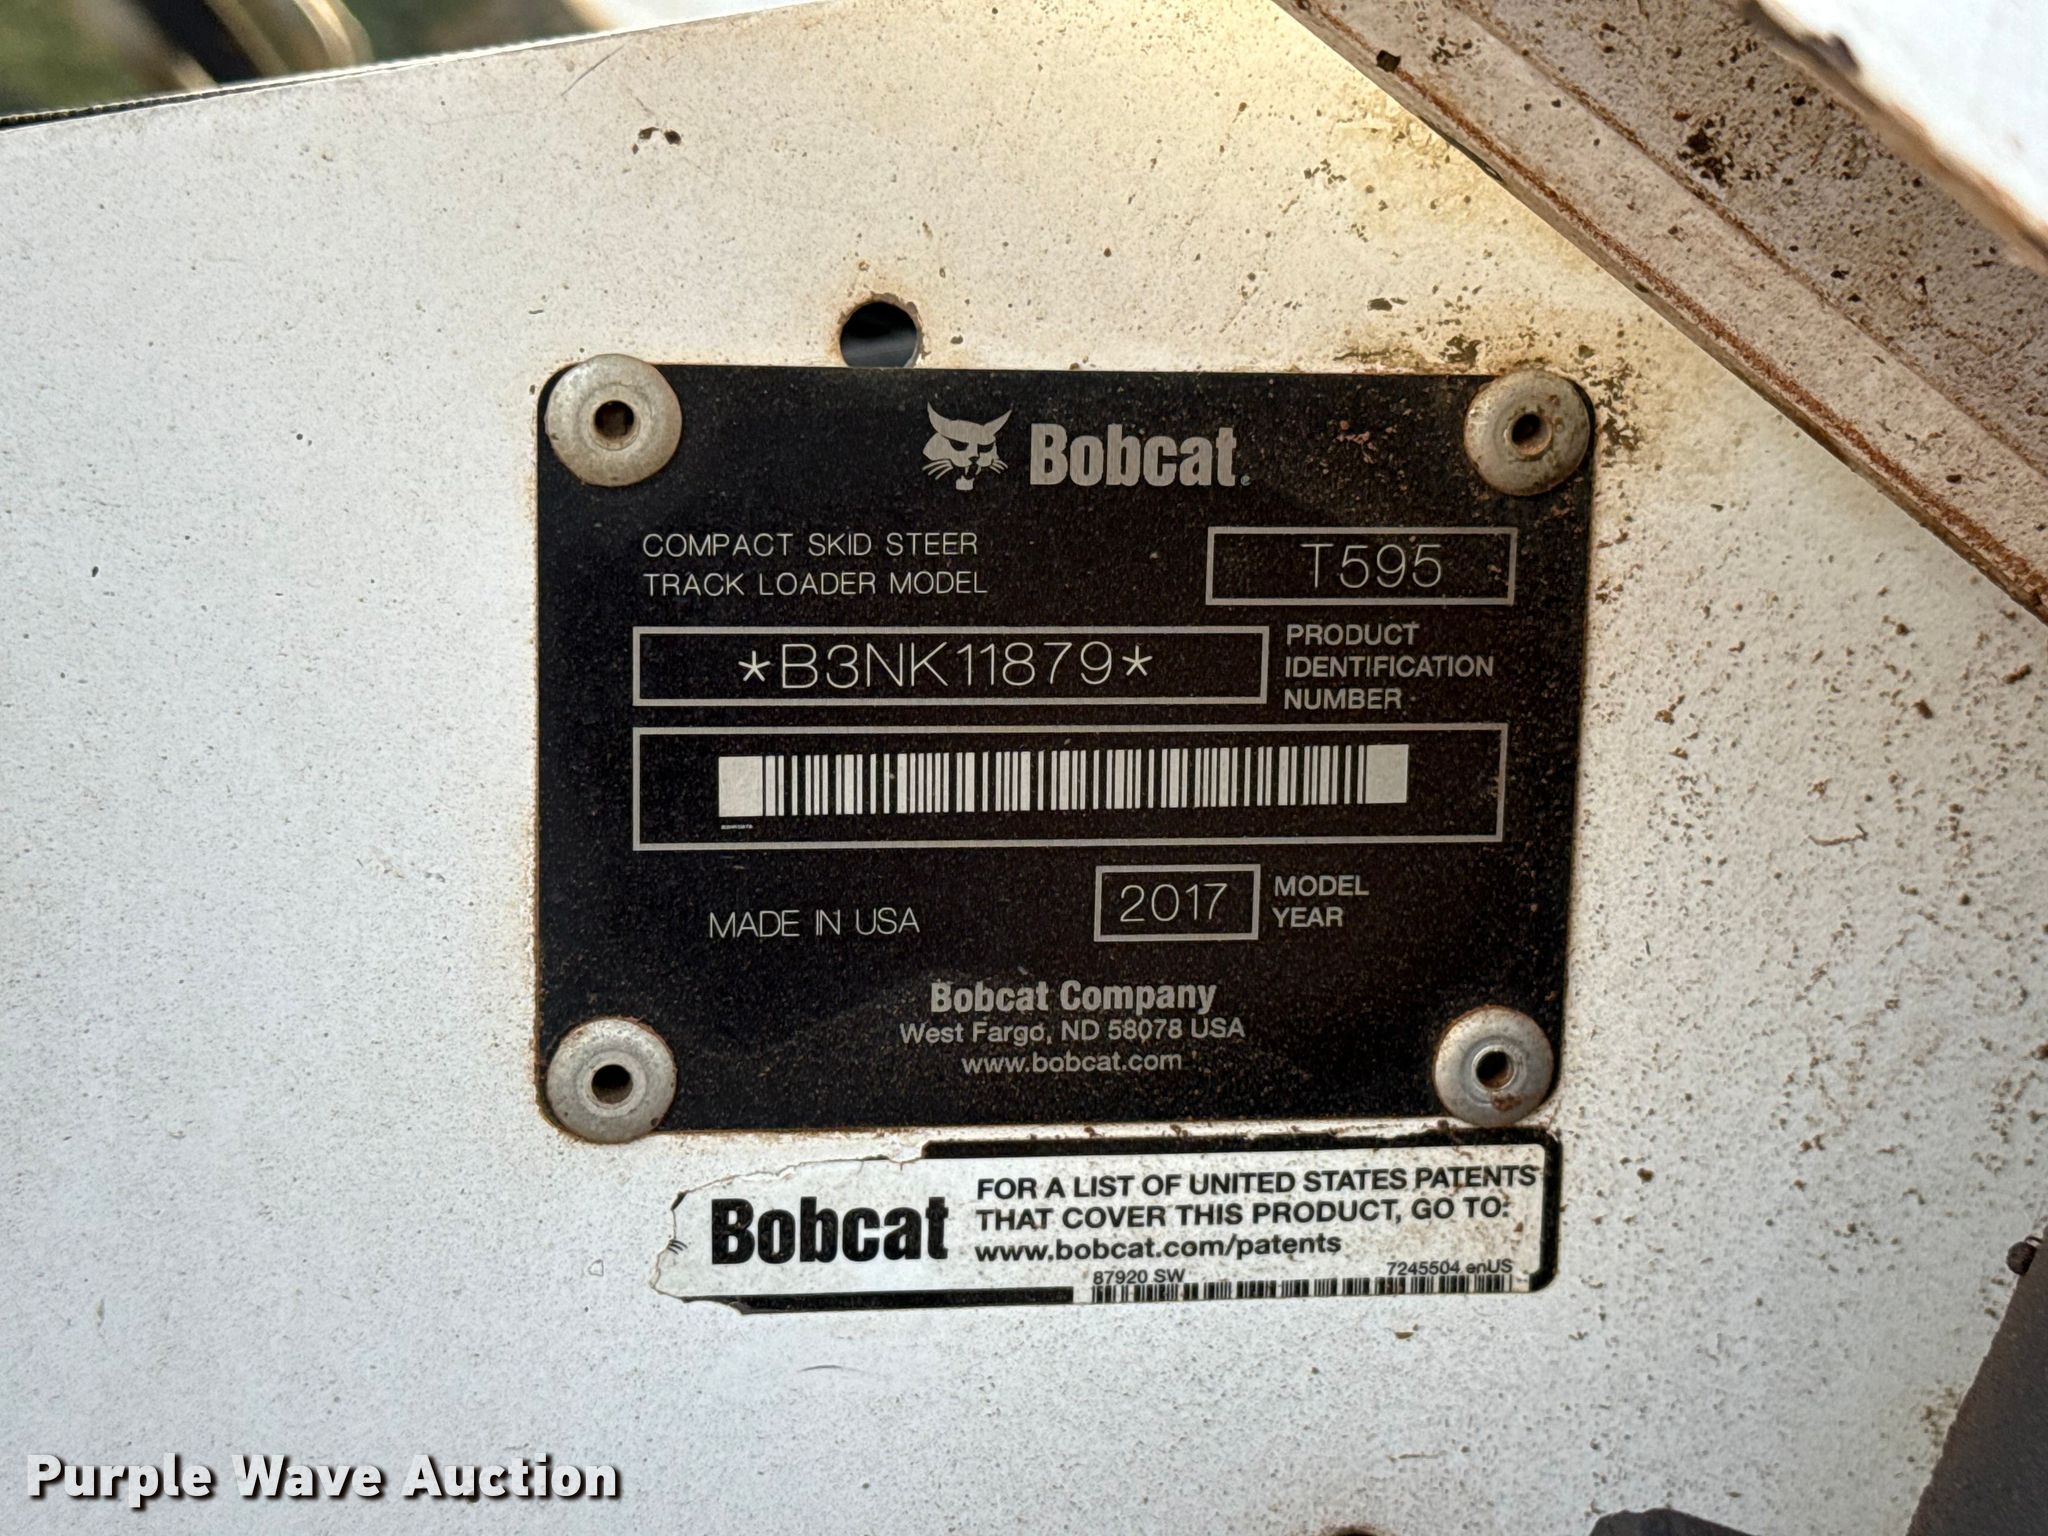 Bobcat
COMPACT SKID STEER
TRACK LOADER MODEL
T595
*B3NK11879*
PRODUCT
IDENTIFICATION
NUMBER
MADE IN USA
2017
MODEL
YEAR
Bobcat Company
West Fargo, ND 58078 USA
www.bobcat.com
Bobcat
FOR A LIST OF UNITED STATES PATENTS
THAT COVER THIS PRODUCT, GO TO:
www.bobcat.com/patents
87920 SW
7245504 enUS
Purple Wave Auction